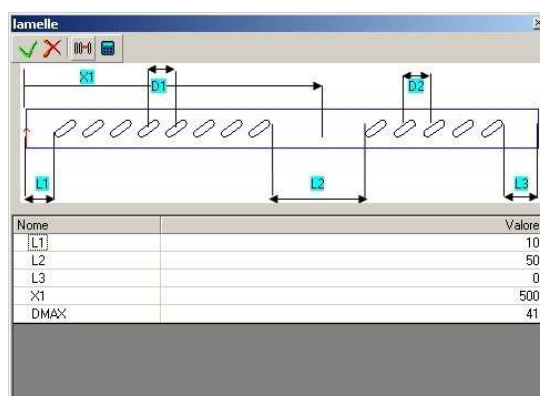 lamelle
X1
D1
D2
L1
L2
L3
Nome Valore
L1 10
L2 50
L3 0
X1 500
DMAX 41